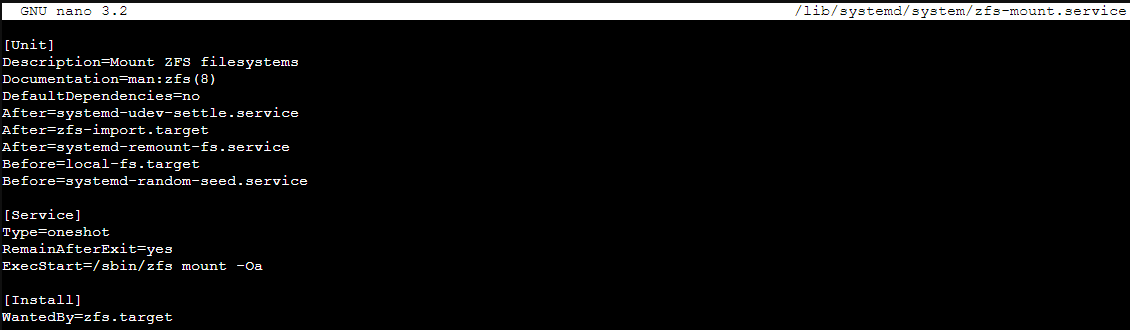 GNU nano 3.2 /lib/systemd/system/zfs-mount.service
[Unit]
Description=Mount ZFS filesystems
Documentation=man:zfs(8)
DefaultDependencies=no
After=systemd-udev-settle.service
After=zfs-import.target
After=systemd-remount-fs.service
Before=local-fs.target
Before=systemd-random-seed.service
[Service]
Type=oneshot
RemainAfterExit=yes
ExecStart=/sbin/zfs mount -Oa
[Install]
WantedBy=zfs.target